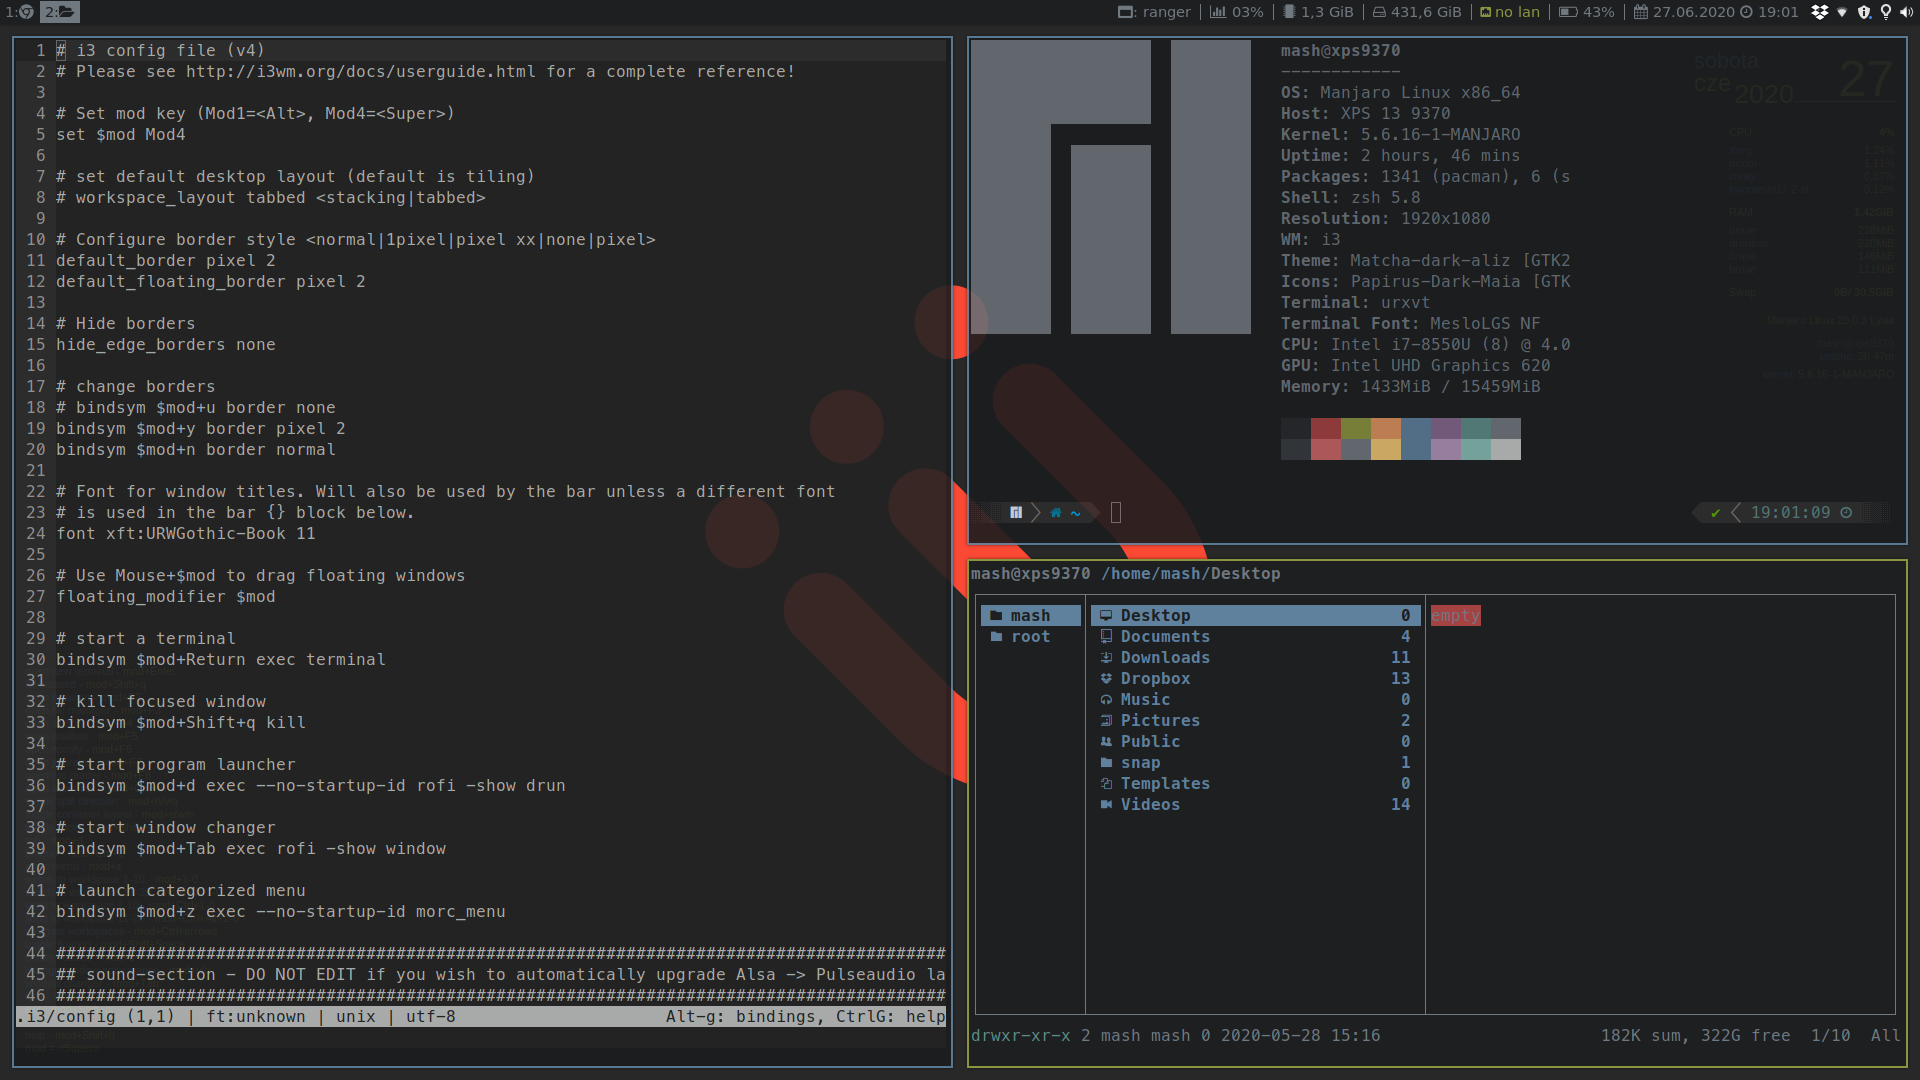 1: 2: : ranger | 03% | 1,3 GiB | 431,6 GiB | no lan | 43% | 27.06.2020 19:01
1 # i3 config file (v4)
2 # Please see http://i3wm.org/docs/userguide.html for a complete reference!
3
4 # Set mod key (Mod1=<Alt>, Mod4=<Super>)
5 set $mod Mod4
6
7 # set default desktop layout (default is tiling)
8 # workspace_layout tabbed <stacking|tabbed>
9
10 # Configure border style <normal|1pixel|pixel xx|none|pixel>
11 default_border pixel 2
12 default_floating_border pixel 2
13
14 # Hide borders
15 hide_edge_borders none
16
17 # change borders
18 # bindsym $mod+u border none
19 bindsym $mod+y border pixel 2
20 bindsym $mod+n border normal
21
22 # Font for window titles. Will also be used by the bar unless a different font
23 # is used in the bar {} block below.
24 font xft:URWGothic-Book 11
25
26 # Use Mouse+$mod to drag floating windows
27 floating_modifier $mod
28
29 # start a terminal
30 bindsym $mod+Return exec terminal
31
32 # kill focused window
33 bindsym $mod+Shift+q kill
34
35 # start program launcher
36 bindsym $mod+d exec --no-startup-id rofi -show drun
37
38 # start window changer
39 bindsym $mod+Tab exec rofi -show window
40
41 # launch categorized menu
42 bindsym $mod+z exec --no-startup-id morc_menu
43
44 #########################################################################################
45 ## sound-section - DO NOT EDIT if you wish to automatically upgrade Alsa -> Pulseaudio la
46 #########################################################################################
.i3/config (1,1) | ft:unknown | unix | utf-8 Alt-g: bindings, CtrlG: help
mash@xps9370
------------
OS: Manjaro Linux x86_64
Host: XPS 13 9370
Kernel: 5.6.16-1-MANJARO
Uptime: 2 hours, 46 mins
Packages: 1341 (pacman), 6 (s
Shell: zsh 5.8
Resolution: 1920x1080
WM: i3
Theme: Matcha-dark-aliz [GTK2
Icons: Papirus-Dark-Maia [GTK
Terminal: urxvt
Terminal Font: MesloLGS NF
CPU: Intel i7-8550U (8) @ 4.0
GPU: Intel UHD Graphics 620
Memory: 1433MiB / 15459MiB
~ ✔ 19:01:09
sobota
cze 2020 27
CPU
RAM 1.42GiB
Swap
mash@xps9370 /home/mash/Desktop
mash
root
Desktop 0
Documents 4
Downloads 11
Dropbox 13
Music 0
Pictures 2
Public 0
snap 1
Templates 0
Videos 14
empty
drwxr-xr-x 2 mash mash 0 2020-05-28 15:16 182K sum, 322G free 1/10 All